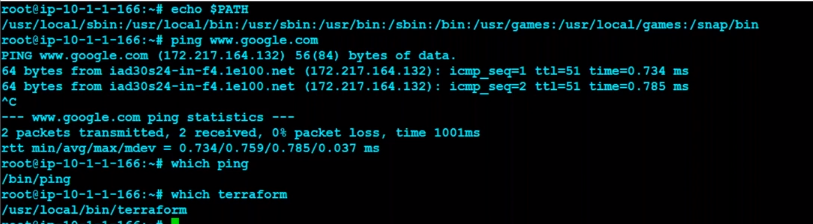 root@ip-10-1-1-166:~# echo $PATH
/usr/local/sbin:/usr/local/bin:/usr/sbin:/usr/bin:/sbin:/bin:/usr/games:/usr/local/games:/snap/bin
root@ip-10-1-1-166:~# ping www.google.com
PING www.google.com (172.217.164.132) 56(84) bytes of data.
64 bytes from iad30s24-in-f4.1e100.net (172.217.164.132): icmp_seq=1 ttl=51 time=0.734 ms
64 bytes from iad30s24-in-f4.1e100.net (172.217.164.132): icmp_seq=2 ttl=51 time=0.785 ms
^C
--- www.google.com ping statistics ---
2 packets transmitted, 2 received, 0% packet loss, time 1001ms
rtt min/avg/max/mdev = 0.734/0.759/0.785/0.037 ms
root@ip-10-1-1-166:~# which ping
/bin/ping
root@ip-10-1-1-166:~# which terraform
/usr/local/bin/terraform
root@ip-10-1-1-166:~#